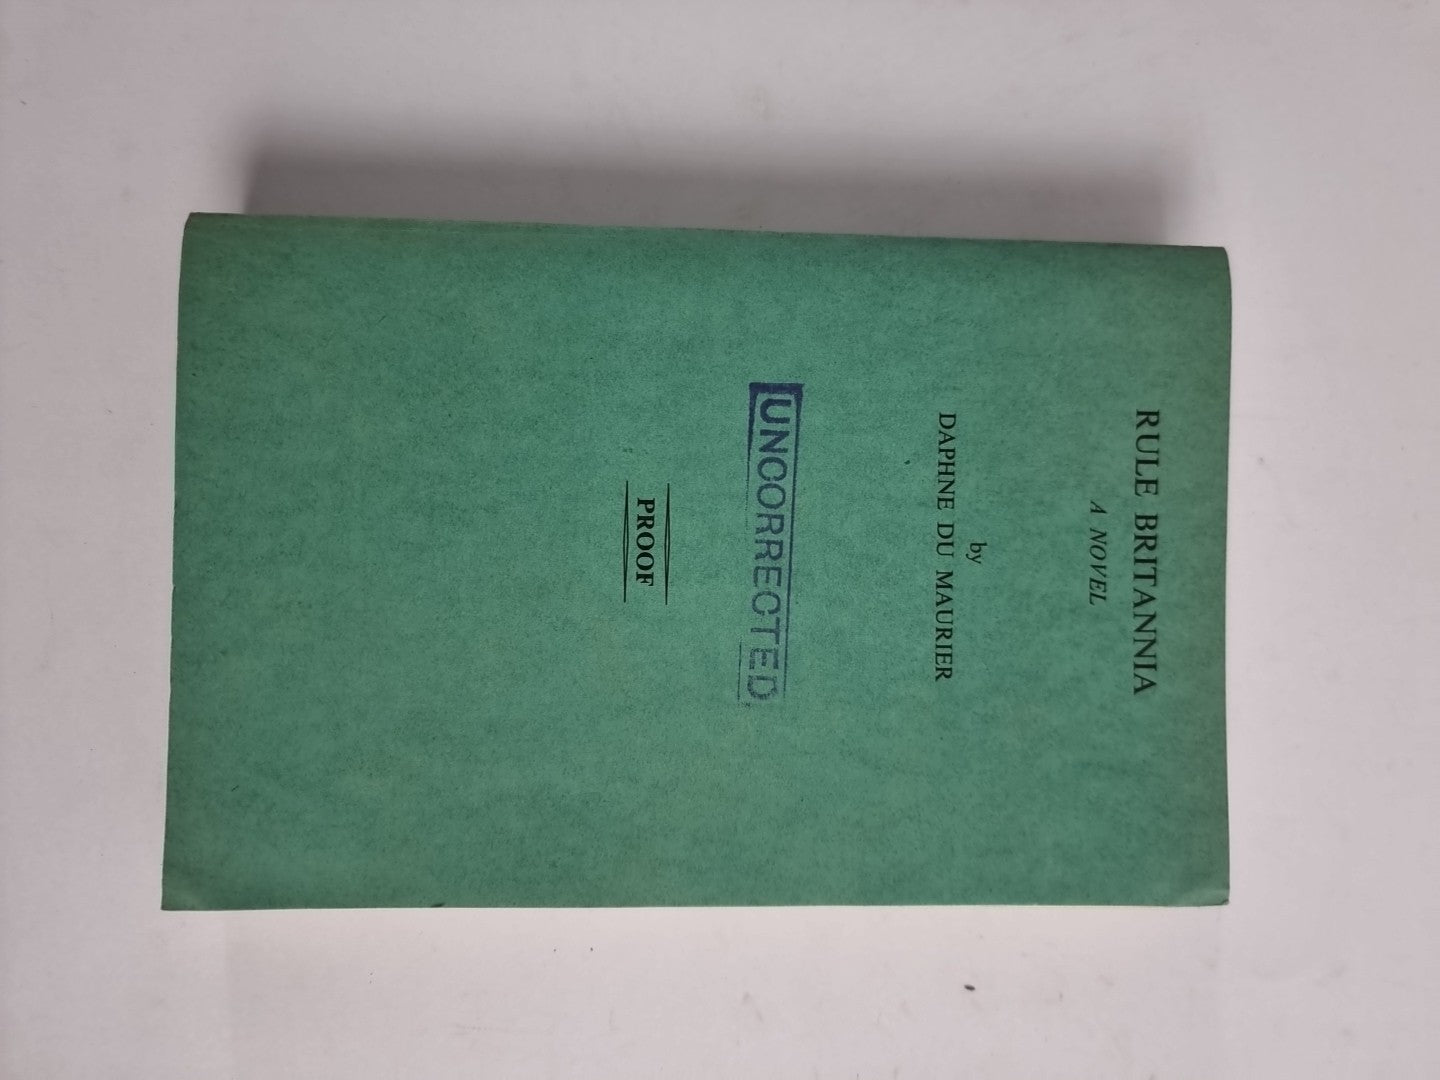 RULE BRITANNIA
A NOVEL
by
DAPHNE DU MAURIER
UNCORRECTED
PROOF